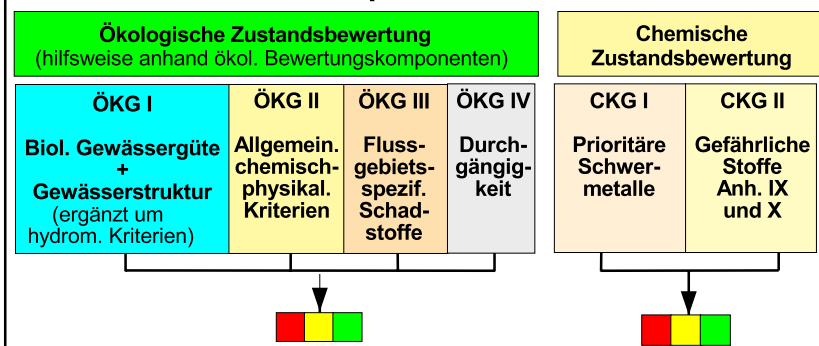 Ökologische Zustandsbewertung
(hilfsweise anhand ökol. Bewertungskomponenten)
Chemische
Zustandsbewertung
ÖKG I
Biol. Gewässergüte
+
Gewässerstruktur
(ergänzt um
hydrom. Kriterien)
ÖKG II
Allgemein.
chemisch-
physikal.
Kriterien
ÖKG III
Fluss-
gebiets-
spezif.
Schad-
stoffe
ÖKG IV
Durch-
gängig-
keit
CKG I
Prioritäre
Schwer-
metalle
CKG II
Gefährliche
Stoffe
Anh. IX
und X